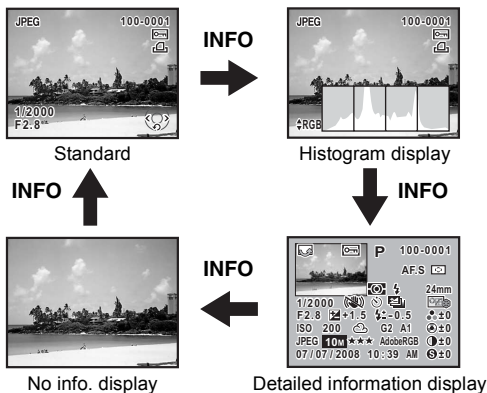 JPEG 100-0001
1/2000
F2.8
Standard
INFO
JPEG 100-0001
RGB
Histogram display
INFO
P 100-0001
AF.S
24mm
1/2000
F2.8 +1.5 -0.5 ±0
ISO 200 G2 A1 ±0
JPEG 10M ★★★ AdobeRGB ±0
07/07/2008 10:39 AM S±0
Detailed information display
INFO
No info. display
INFO